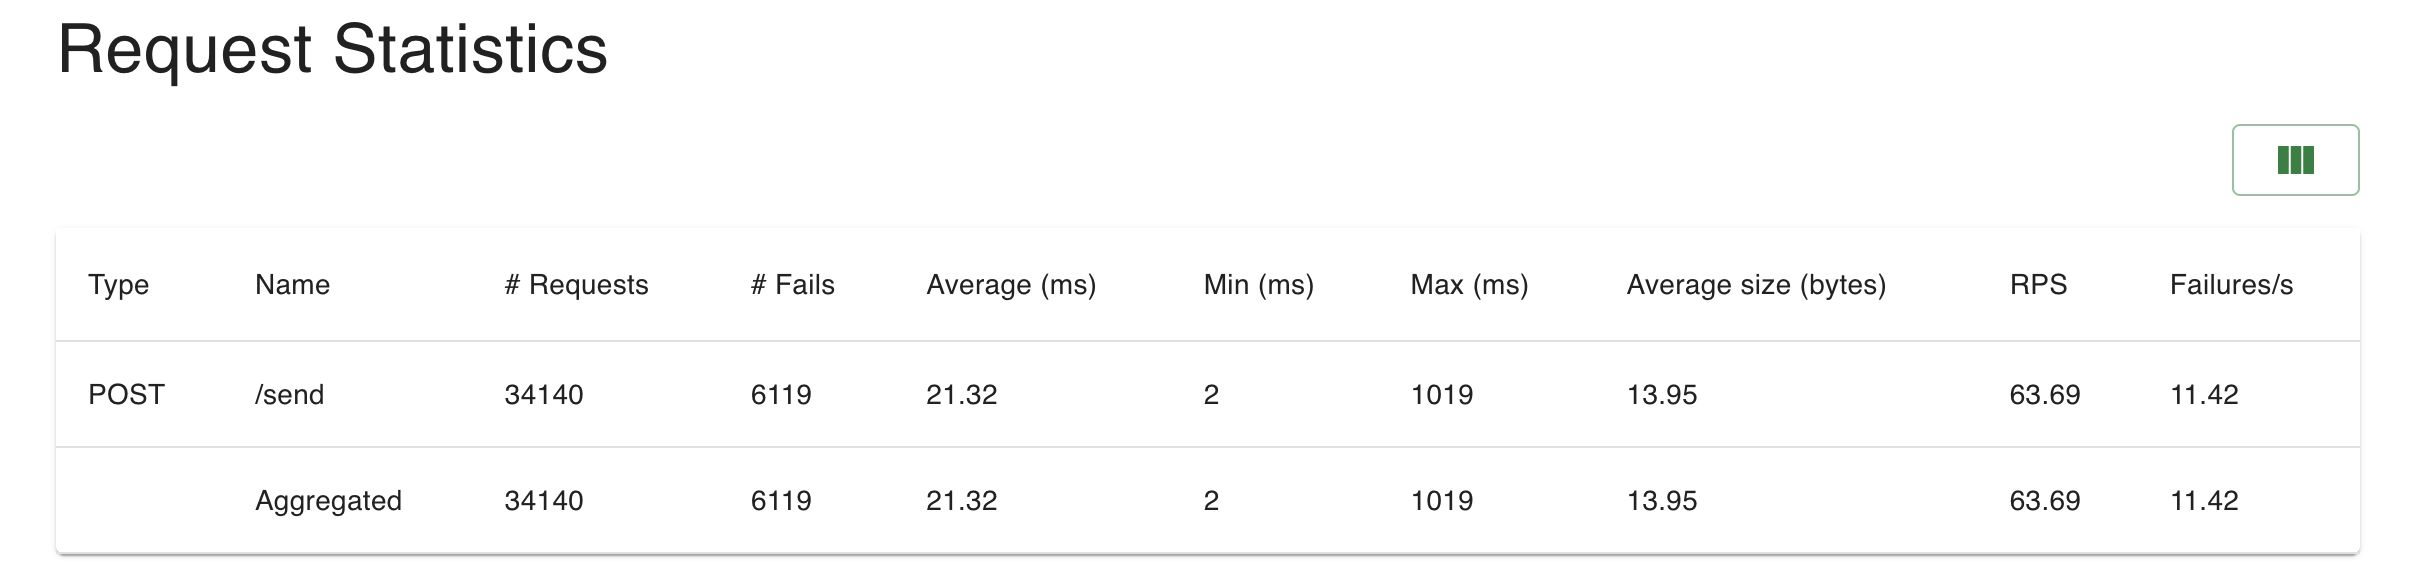 Request Statistics
Type Name # Requests # Fails Average (ms) Min (ms) Max (ms) Average size (bytes) RPS Failures/s
POST /send 34140 6119 21.32 2 1019 13.95 63.69 11.42
Aggregated 34140 6119 21.32 2 1019 13.95 63.69 11.42